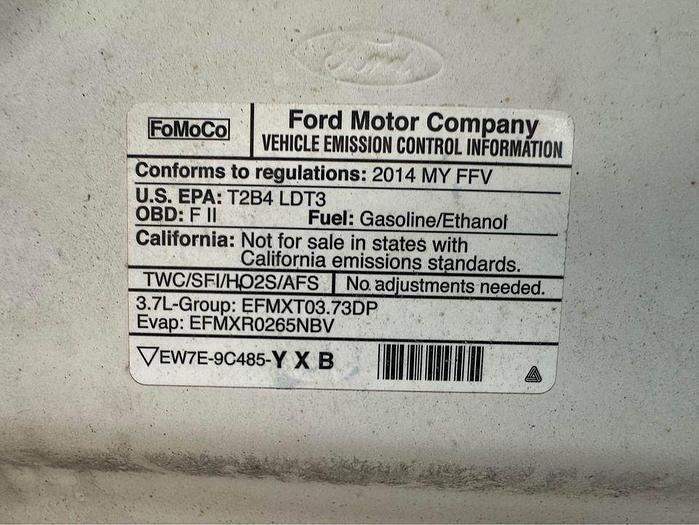 Ford
FoMoCo
Ford Motor Company
VEHICLE EMISSION CONTROL INFORMATION
Conforms to regulations: 2014 MY FFV
U.S. EPA: T2B4 LDT3
OBD: F II Fuel: Gasoline/Ethanol
California: Not for sale in states with
California emissions standards.
TWC/SFI/HO2S/AFS No adjustments needed.
3.7L-Group: EFMXT03.73DP
Evap: EFMXR0265NBV
EW7E-9C485-Y X B